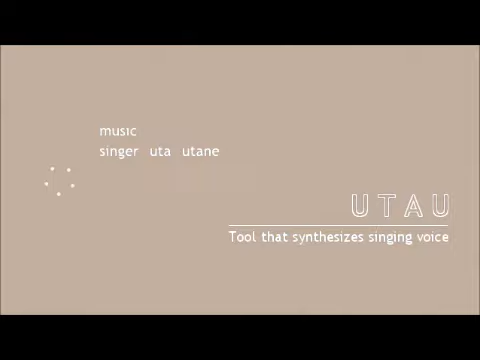 music
singer uta utane
UTAU
Tool that synthesizes singing voice